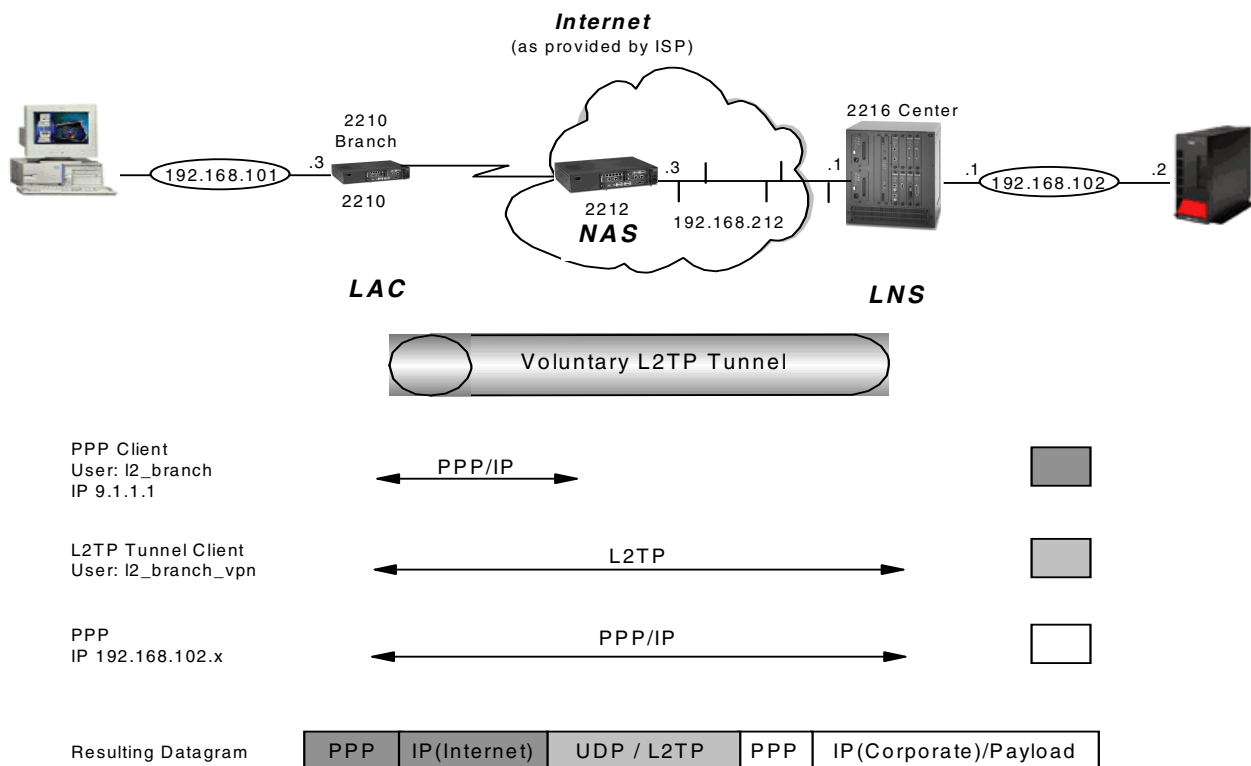 Internet
(as provided by ISP)
2210
Branch
2216 Center
192.168.101
.3
2210
.3
.1
.1
192.168.102
.2
2212
NAS
192.168.212
LAC
LNS
Voluntary L2TP Tunnel
PPP Client
User: l2_branch
IP 9.1.1.1
PPP/IP
L2TP Tunnel Client
User: l2_branch_vpn
L2TP
PPP
IP 192.168.102.x
PPP/IP
Resulting Datagram
PPP
IP(Internet)
UDP / L2TP
PPP
IP(Corporate)/Payload